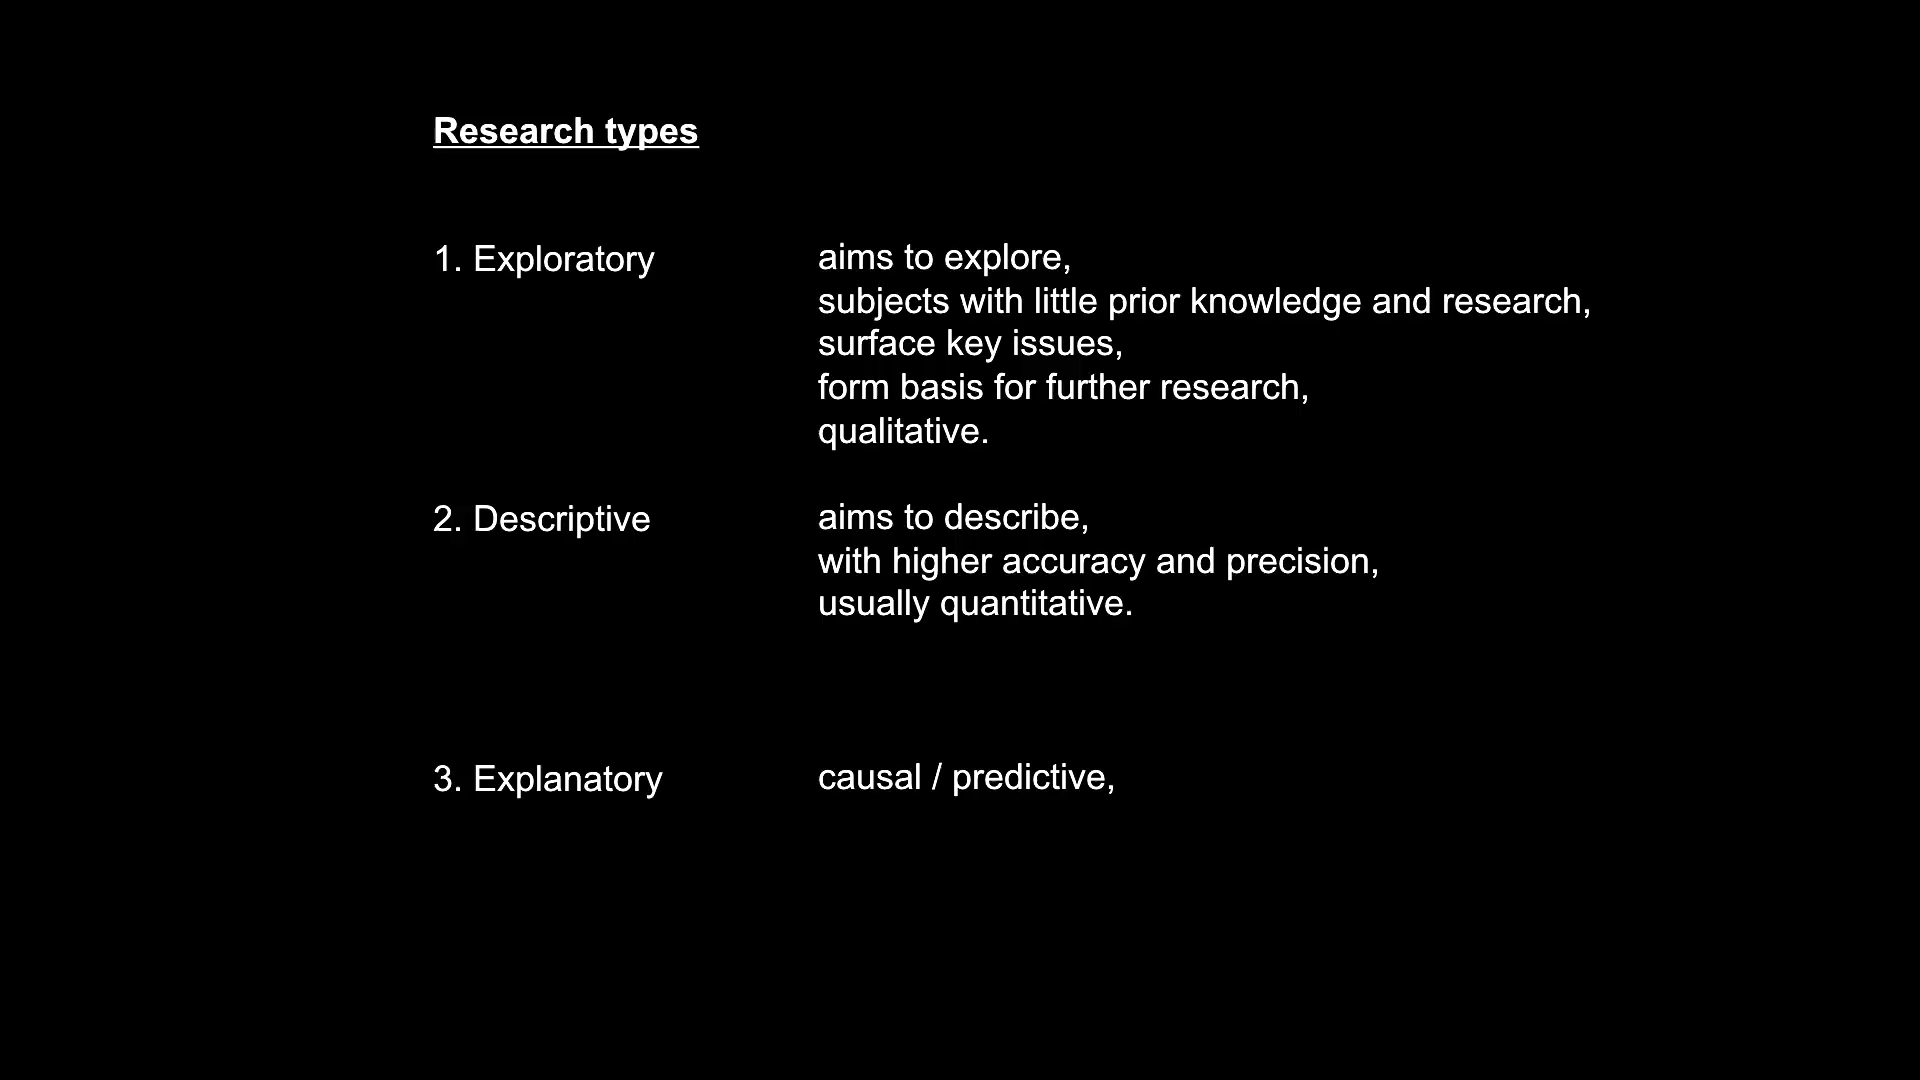 Research types
1. Exploratory
aims to explore,
subjects with little prior knowledge and research,
surface key issues,
form basis for further research,
qualitative.
2. Descriptive
aims to describe,
with higher accuracy and precision,
usually quantitative.
3. Explanatory
causal / predictive,